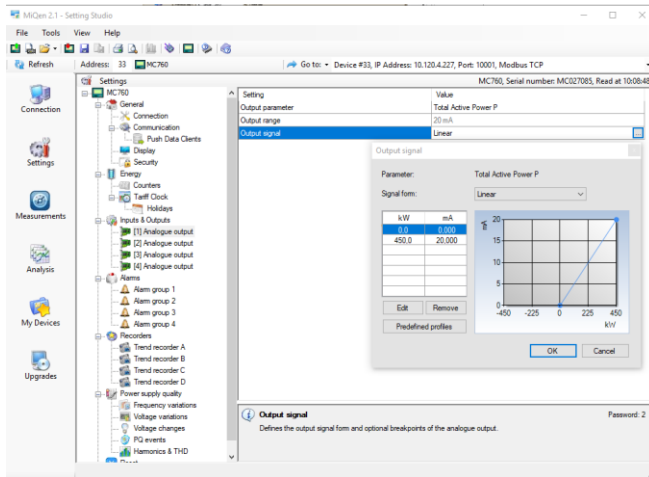 MiQen 2.1 - Setting Studio
File Tools View Help
Refresh Address: 33 MC760 Go to: Device #33, IP Address: 10.120.4.227, Port: 10001, Modbus TCP
Settings MC760, Serial number: MC027085, Read at 10:08:48
Connection
Settings
Measurements
Analysis
My Devices
Upgrades
MC760
General
Connection
Communication
Push Data Clients
Display
Security
Energy
Counters
Tariff Clock
Holidays
Inputs & Outputs
[1] Analogue output
[2] Analogue output
[3] Analogue output
[4] Analogue output
Alarms
Alarm group 1
Alarm group 2
Alarm group 3
Alarm group 4
Recorders
Trend recorder A
Trend recorder B
Trend recorder C
Trend recorder D
Power supply quality
Frequency variations
Voltage variations
Voltage changes
PQ events
Harmonics & THD
Setting Value
Output parameter Total Active Power P
Output range 20 mA
Output signal Linear ...
Output signal
Parameter: Total Active Power P
Signal form: Linear
kW mA
0,0 0,000
450,0 20,000
Edit Remove
Predefined profiles
mA
20
15
10
5
0
-450 -225 0 225 450
kW
OK Cancel
Output signal Password: 2
Defines the output signal form and optional breakpoints of the analogue output.